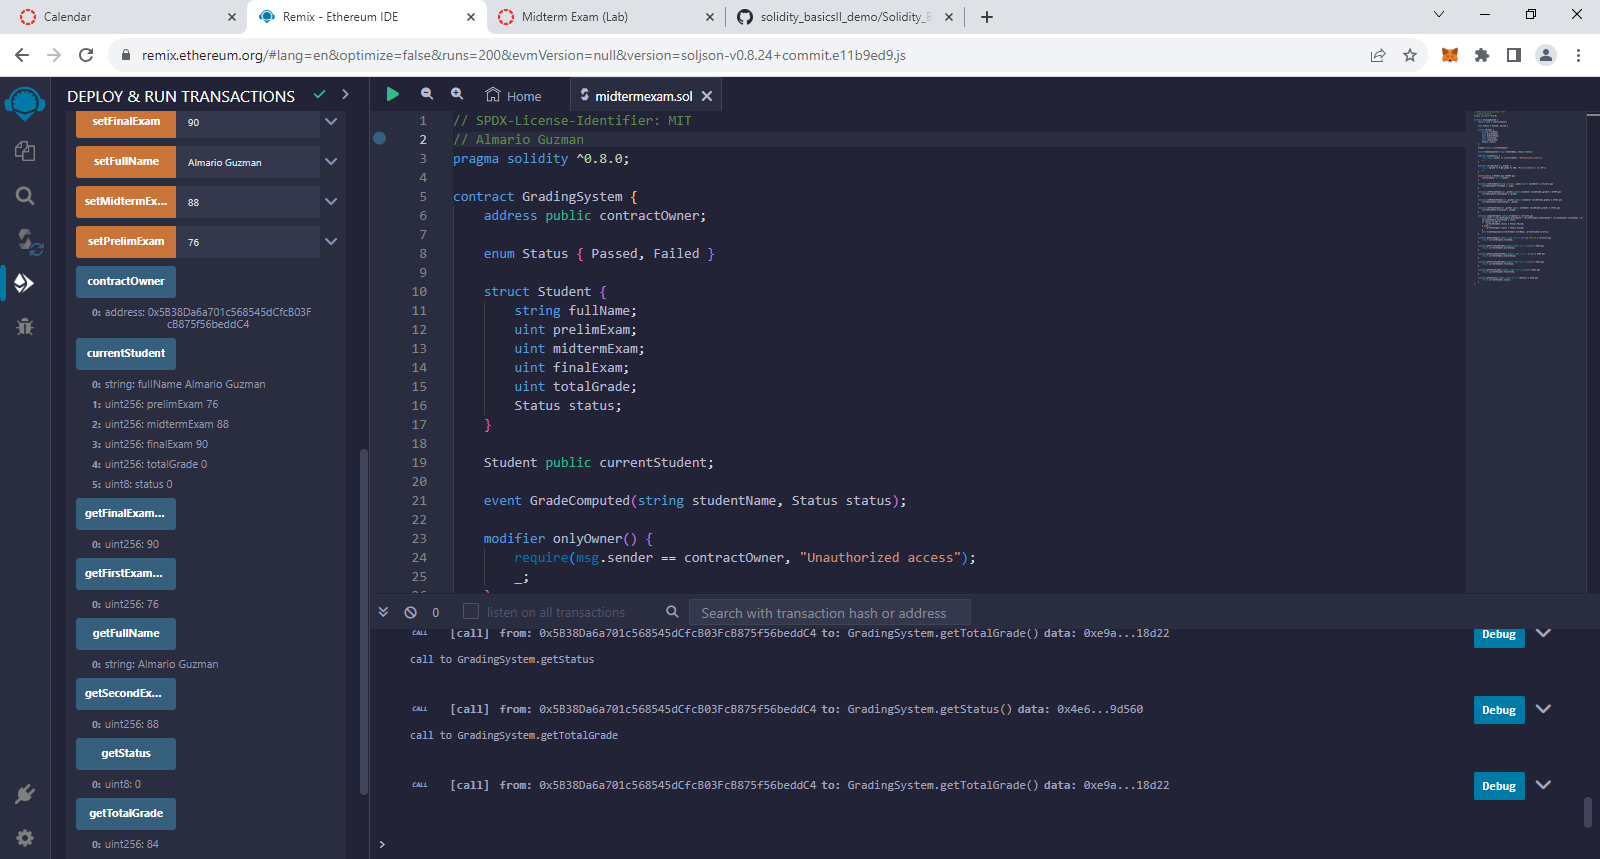 Calendar
Remix - Ethereum IDE
Midterm Exam (Lab)
solidity_basicsII_demo/Solidity_B
remix.ethereum.org/#lang=en&optimize=false&runs=200&evmVersion=null&version=soljson-v0.8.24+commit.e11b9ed9.js
DEPLOY & RUN TRANSACTIONS
setFinalExam 90
setFullName Almario Guzman
setMidtermEx... 88
setPrelimExam 76
contractOwner
0: address: 0x5B38Da6a701c568545dCfcB03F
cB875f56beddC4
currentStudent
0: string: fullName Almario Guzman
1: uint256: prelimExam 76
2: uint256: midtermExam 88
3: uint256: finalExam 90
4: uint256: totalGrade 0
5: uint8: status 0
getFinalExam...
0: uint256: 90
getFirstExam...
0: uint256: 76
getFullName
0: string: Almario Guzman
getSecondEx...
0: uint256: 88
getStatus
0: uint8: 0
getTotalGrade
0: uint256: 84
Home
midtermexam.sol
1 // SPDX-License-Identifier: MIT
2 // Almario Guzman
3 pragma solidity ^0.8.0;
4
5 contract GradingSystem {
6 address public contractOwner;
7
8 enum Status { Passed, Failed }
9
10 struct Student {
11 string fullName;
12 uint prelimExam;
13 uint midtermExam;
14 uint finalExam;
15 uint totalGrade;
16 Status status;
17 }
18
19 Student public currentStudent;
20
21 event GradeComputed(string studentName, Status status);
22
23 modifier onlyOwner() {
24 require(msg.sender == contractOwner, "Unauthorized access");
25 _;
0 listen on all transactions Search with transaction hash or address
CALL [call] from: 0x5B38Da6a701c568545dCfcB03FcB875f56beddC4 to: GradingSystem.getTotalGrade() data: 0xe9a...18d22 Debug
call to GradingSystem.getStatus
CALL [call] from: 0x5B38Da6a701c568545dCfcB03FcB875f56beddC4 to: GradingSystem.getStatus() data: 0x4e6...9d560 Debug
call to GradingSystem.getTotalGrade
CALL [call] from: 0x5B38Da6a701c568545dCfcB03FcB875f56beddC4 to: GradingSystem.getTotalGrade() data: 0xe9a...18d22 Debug
>